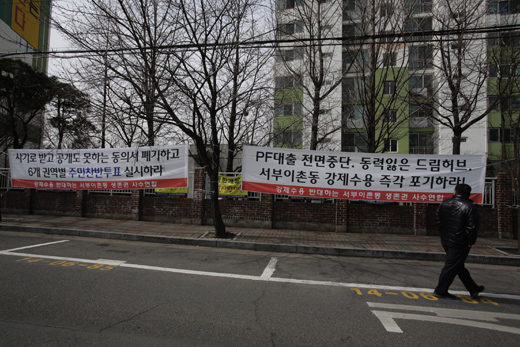 사기로 받고 공개도 못하는 동의서 폐기하고
6개 권역별 주민찬반투표 실시하라
강제수용 반대하는 서부이촌동 생존권 사수연합
PF대출 전면중단, 동력잃은 드림허브,
서부이촌동 강제수용 즉각 포기하라!
강제수용 반대하는 서부이촌동 생존권 사수연합
14-06-